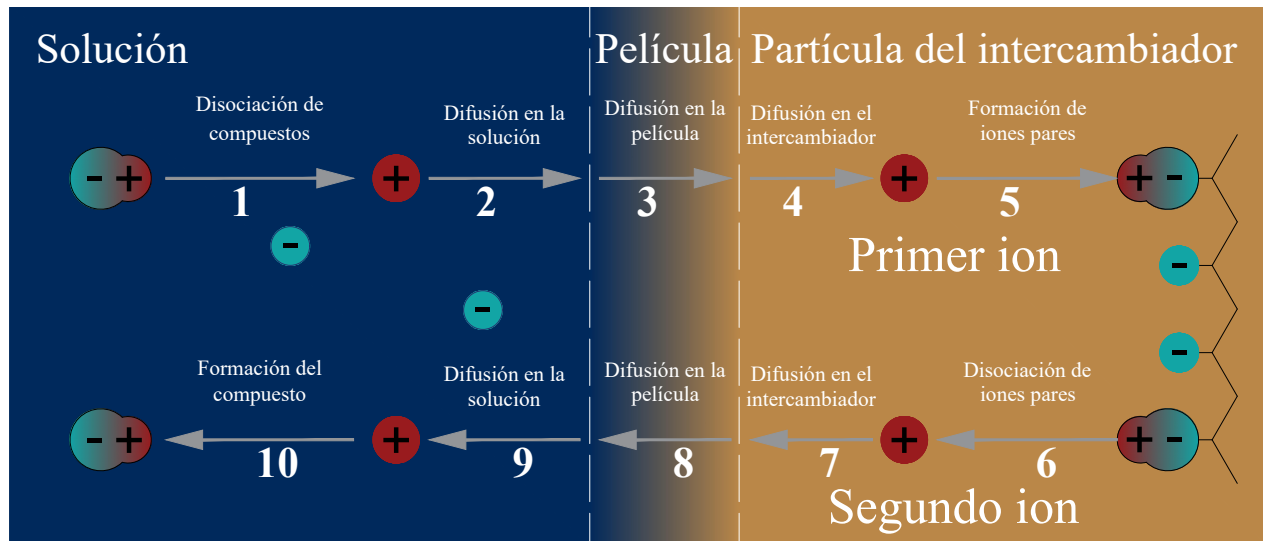 Solución
Película
Partícula del intercambiador
Disociación de
compuestos
Difusión en la
solución
Difusión en la
película
Difusión en el
intercambiador
Formación de
iones pares
- +
+
+
+ -
1
2
3
4
5
-
Primer ion
-
-
-
Formación del
compuesto
Difusión en la
solución
Difusión en la
película
Difusión en el
intercambiador
Disociación de
iones pares
- +
+
+
+ -
10
9
8
7
6
Segundo ion